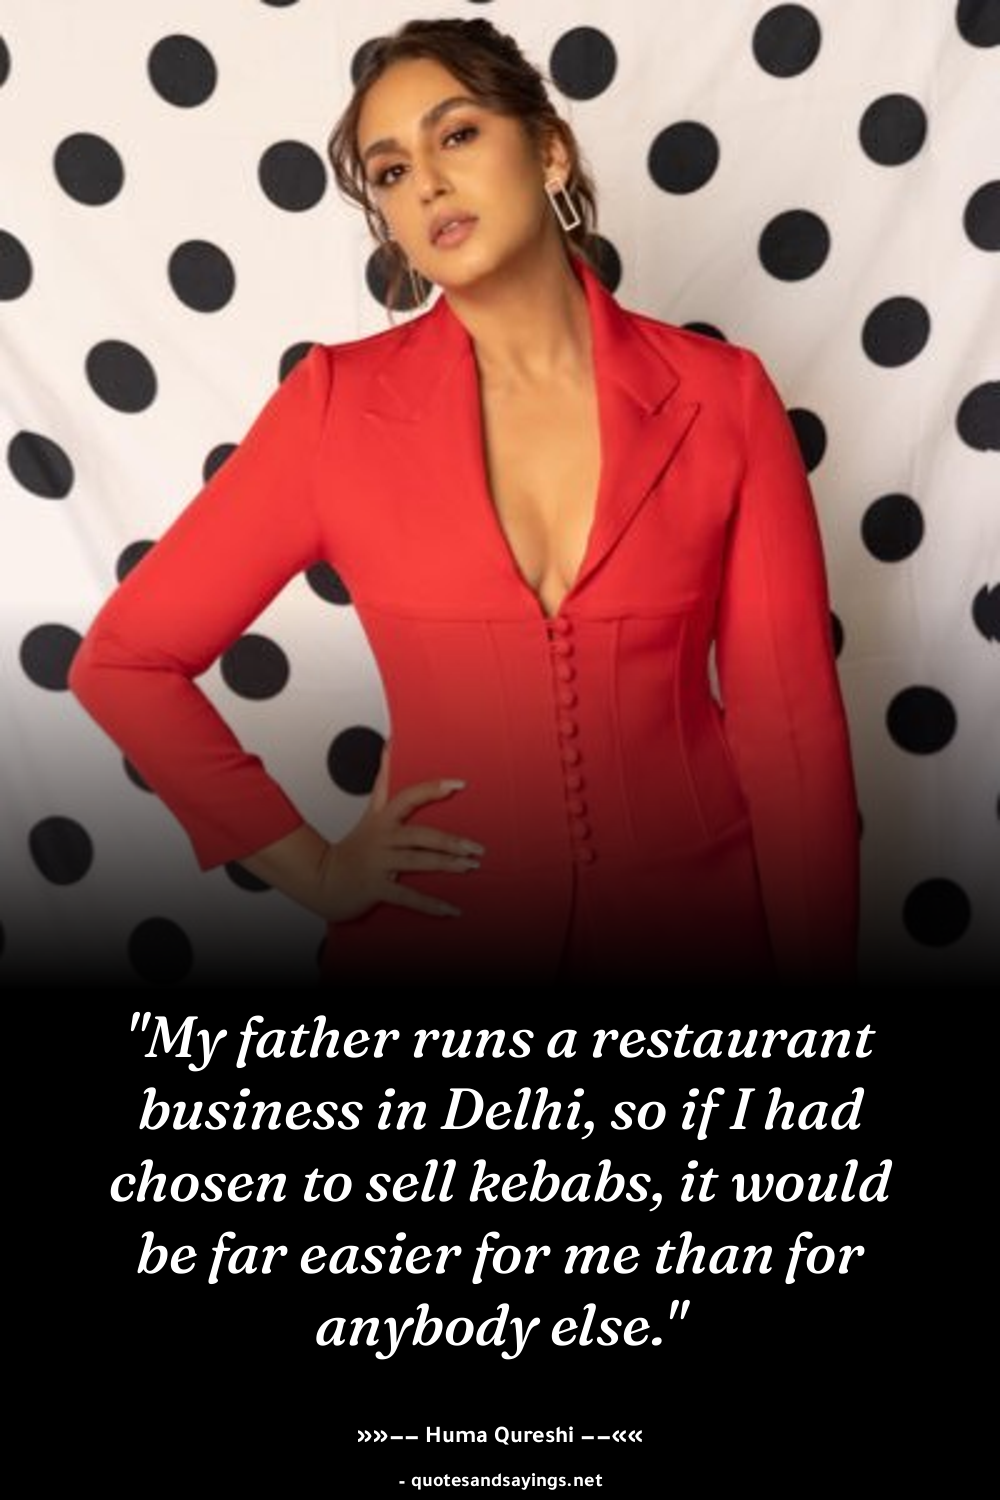 "My father runs a restaurant
business in Delhi, so if I had
chosen to sell kebabs, it would
be far easier for me than for
anybody else."
»»–– Huma Qureshi ––««
- quotesandsayings.net